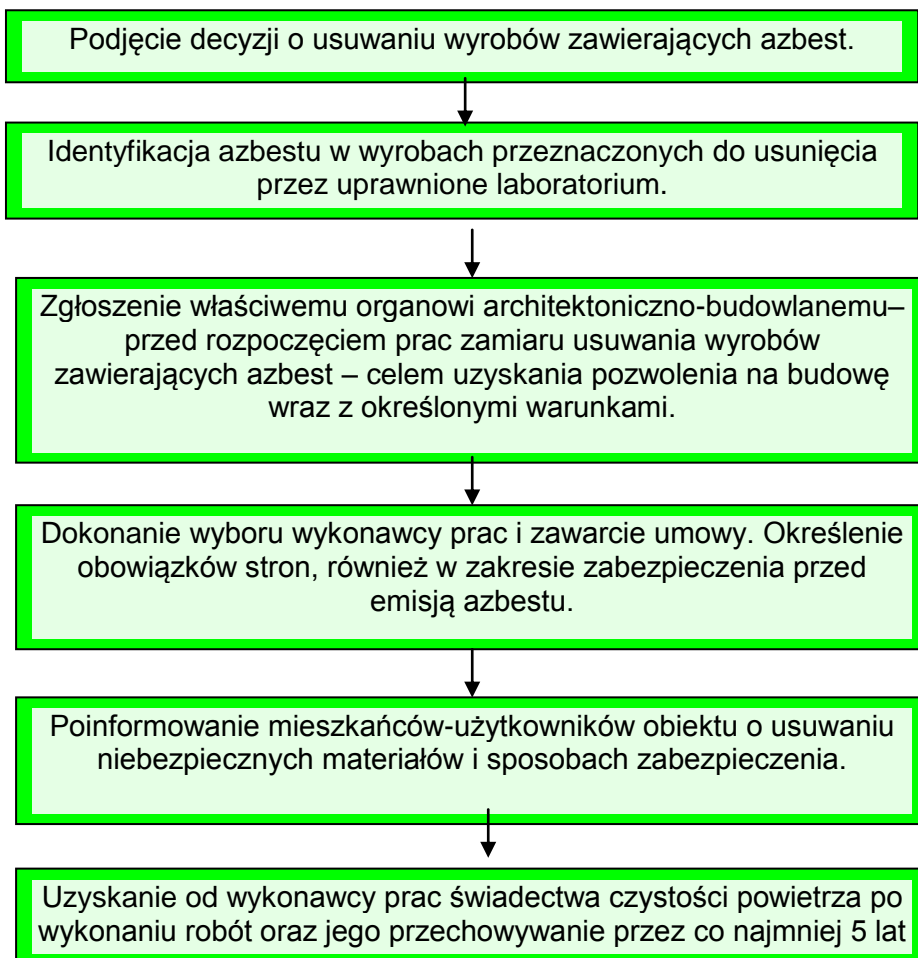 Podjęcie decyzji o usuwaniu wyrobów zawierających azbest.
Identyfikacja azbestu w wyrobach przeznaczonych do usunięcia
przez uprawnione laboratorium.
Zgłoszenie właściwemu organowi architektoniczno-budowlanemu–
przed rozpoczęciem prac zamiaru usuwania wyrobów
zawierających azbest – celem uzyskania pozwolenia na budowę
wraz z określonymi warunkami.
Dokonanie wyboru wykonawcy prac i zawarcie umowy. Określenie
obowiązków stron, również w zakresie zabezpieczenia przed
emisją azbestu.
Poinformowanie mieszkańców-użytkowników obiektu o usuwaniu
niebezpiecznych materiałów i sposobach zabezpieczenia.
Uzyskanie od wykonawcy prac świadectwa czystości powietrza po
wykonaniu robót oraz jego przechowywanie przez co najmniej 5 lat